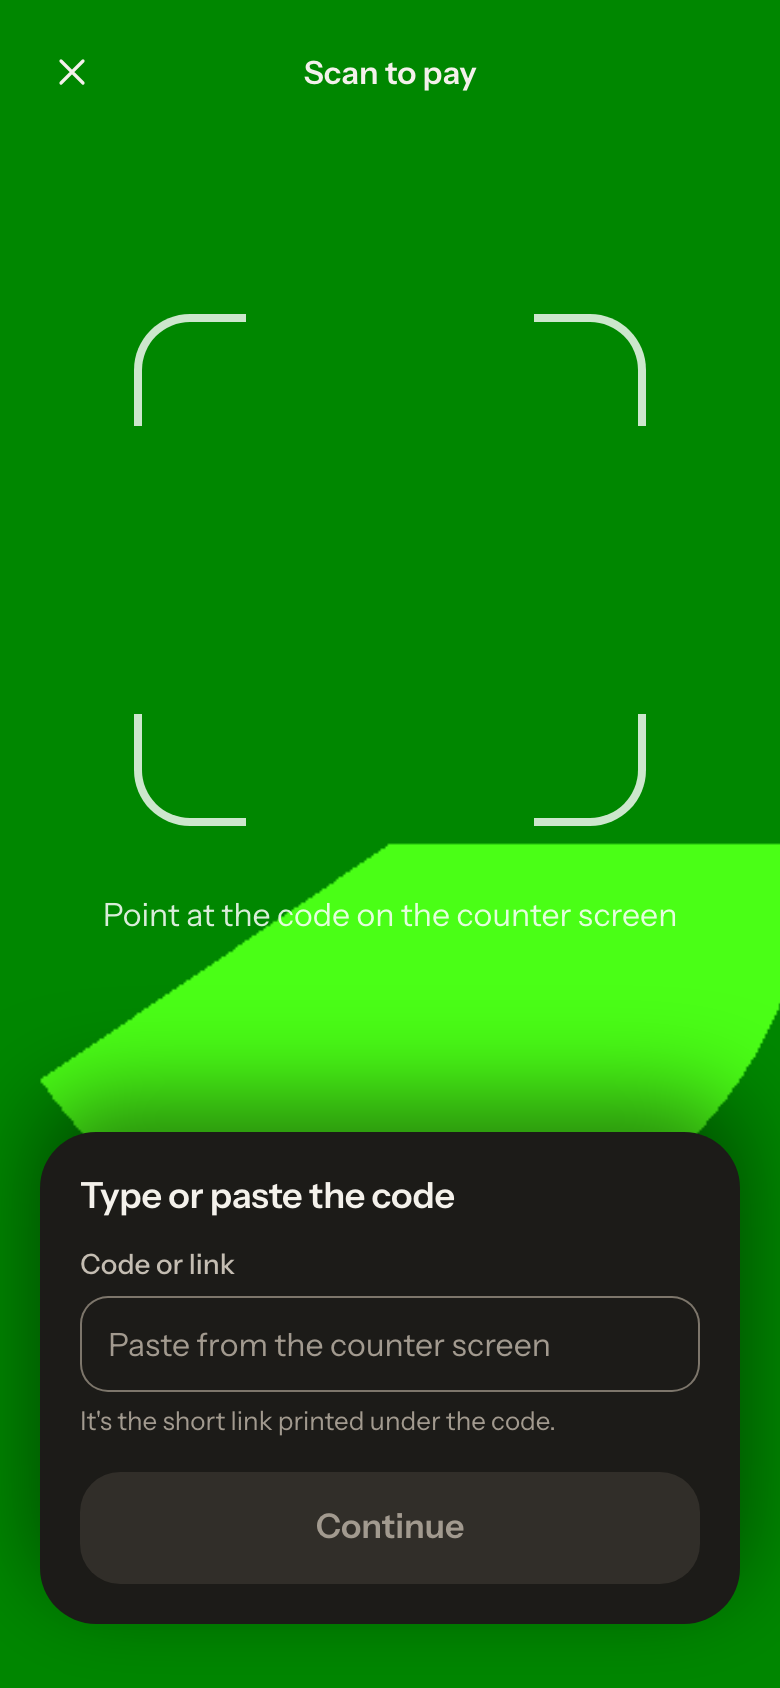 Scan to pay
Point at the code on the counter screen
Type or paste the code
Code or link
Paste from the counter screen
It's the short link printed under the code.
Continue